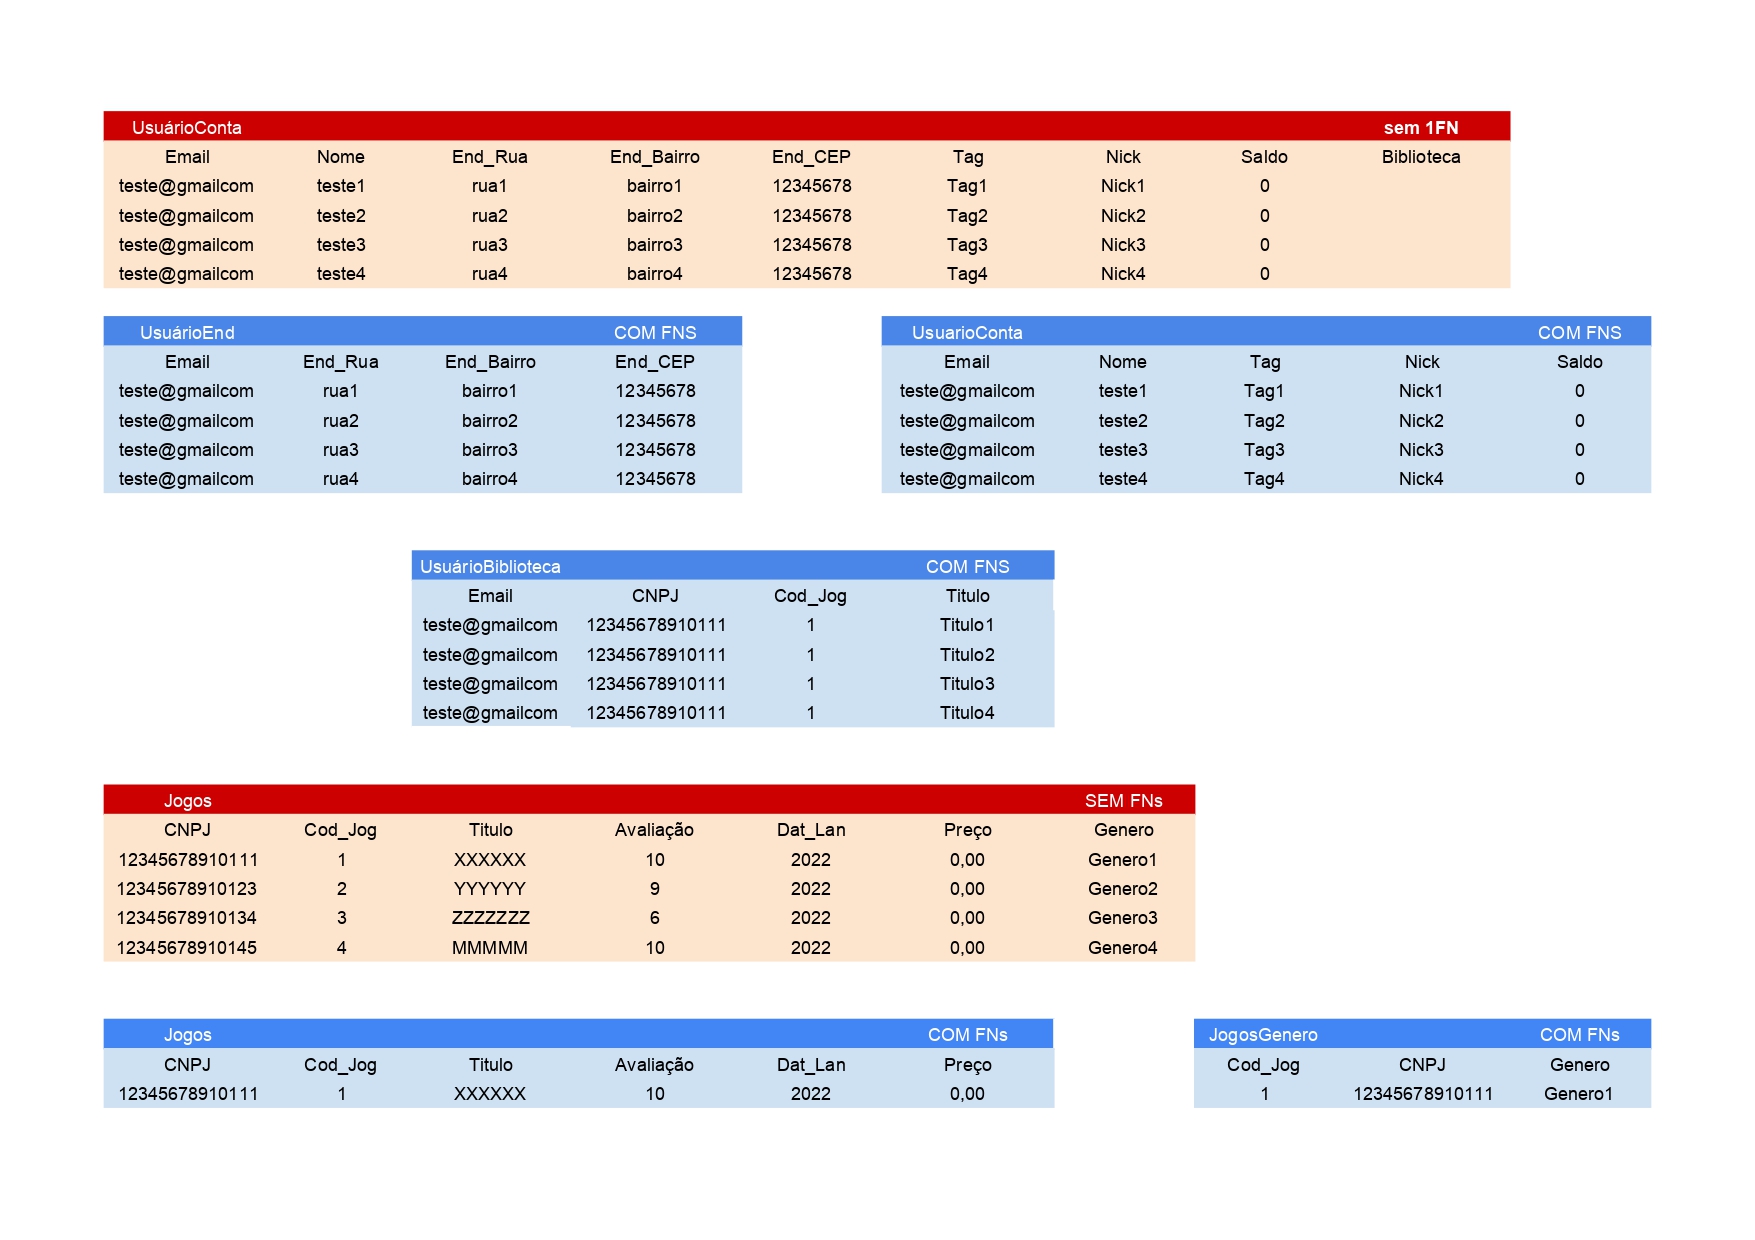 UsuárioConta sem 1FN
Email Nome End_Rua End_Bairro End_CEP Tag Nick Saldo Biblioteca
teste@gmailcom teste1 rua1 bairro1 12345678 Tag1 Nick1 0
teste@gmailcom teste2 rua2 bairro2 12345678 Tag2 Nick2 0
teste@gmailcom teste3 rua3 bairro3 12345678 Tag3 Nick3 0
teste@gmailcom teste4 rua4 bairro4 12345678 Tag4 Nick4 0
UsuárioEnd COM FNS
Email End_Rua End_Bairro End_CEP
teste@gmailcom rua1 bairro1 12345678
teste@gmailcom rua2 bairro2 12345678
teste@gmailcom rua3 bairro3 12345678
teste@gmailcom rua4 bairro4 12345678
UsuarioConta COM FNS
Email Nome Tag Nick Saldo
teste@gmailcom teste1 Tag1 Nick1 0
teste@gmailcom teste2 Tag2 Nick2 0
teste@gmailcom teste3 Tag3 Nick3 0
teste@gmailcom teste4 Tag4 Nick4 0
UsuárioBiblioteca COM FNS
Email CNPJ Cod_Jog Titulo
teste@gmailcom 12345678910111 1 Titulo1
teste@gmailcom 12345678910111 1 Titulo2
teste@gmailcom 12345678910111 1 Titulo3
teste@gmailcom 12345678910111 1 Titulo4
Jogos SEM FNs
CNPJ Cod_Jog Titulo Avaliação Dat_Lan Preço Genero
12345678910111 1 XXXXXX 10 2022 0,00 Genero1
12345678910123 2 YYYYYY 9 2022 0,00 Genero2
12345678910134 3 ZZZZZZZ 6 2022 0,00 Genero3
12345678910145 4 MMMMM 10 2022 0,00 Genero4
Jogos COM FNs
CNPJ Cod_Jog Titulo Avaliação Dat_Lan Preço
12345678910111 1 XXXXXX 10 2022 0,00
JogosGenero COM FNs
Cod_Jog CNPJ Genero
1 12345678910111 Genero1